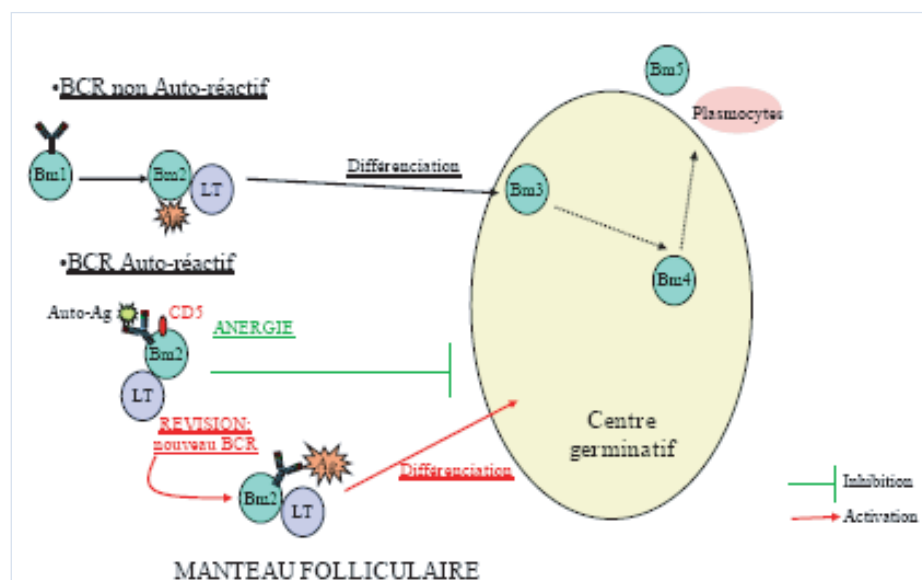 •BCR non Auto-réactif
Bm1
Bm2
LT
Différenciation
Bm3
Bm4
Bm5
Plasmocytes
•BCR Auto-réactif
Auto-Ag
CD5
Bm2
LT
ANERGIE
REVISION:
nouveau BCR
Bm2
LT
Différenciation
Centre
germinatif
Inhibition
Activation
MANTEAU FOLLICULAIRE